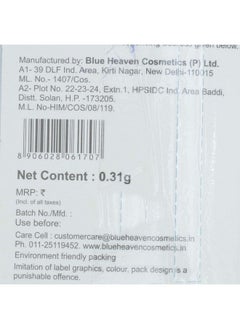 given below,
Manufactured by: Blue Heaven Cosmetics (P) Ltd.
A1- 39 DLF Ind. Area, Kirti Nagar, New Delhi-110015
ML. No.- 1407/Cos.
A2- Plot No. 22-23-24, Extn.1, HPSIDC Ind. Area Baddi,
Distt. Solan, H.P. -173205.
M.L. No-HIM/COS/08/119.
8906028061707
Net Content : 0.31g
MRP: ₹
(Incl. of all taxes)
Batch No./Mfd. :
Use before:
Care Cell : customercare@blueheavencosmetics.in
Ph. 011-25119452. www.blueheavencosmetics.in
Environment friendly packing
Imitation of label graphics, colour, pack design is a
punishable offence.